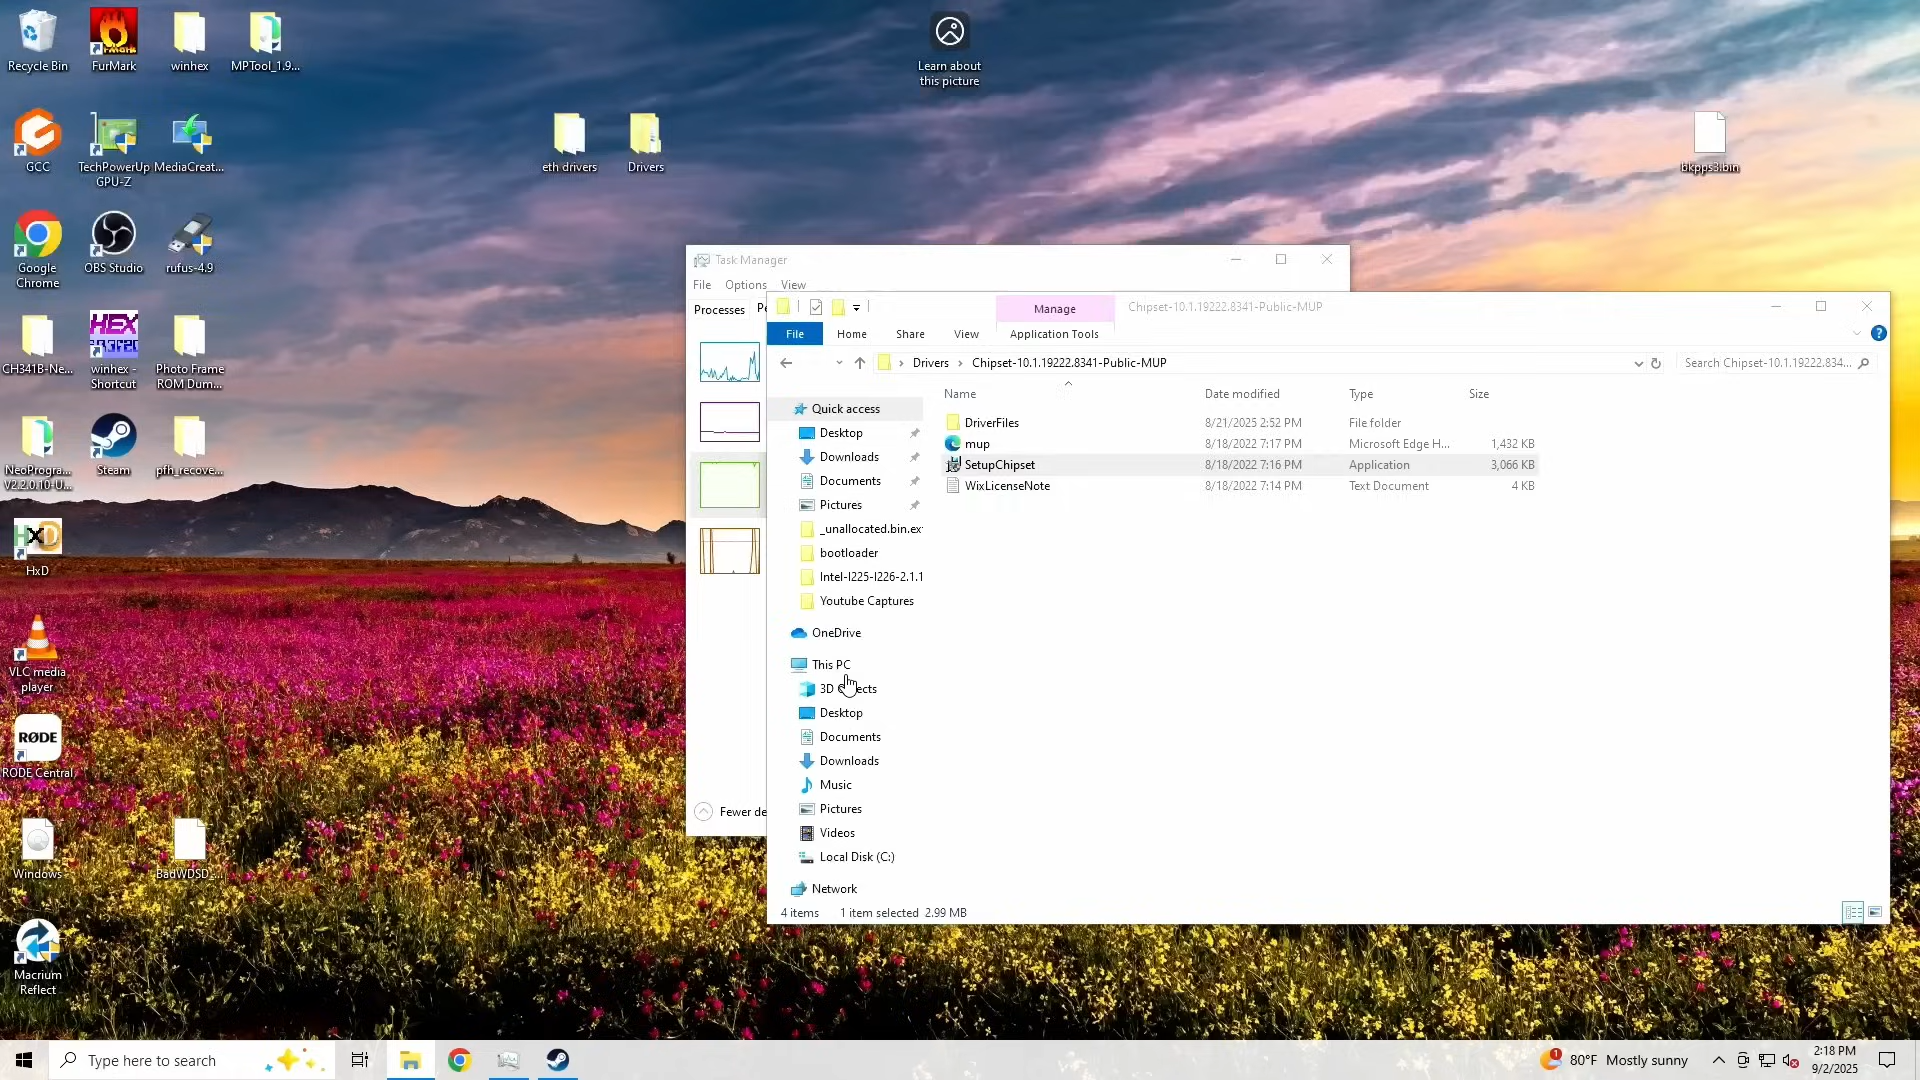 Recycle Bin
FurMark
winhex
MPTool_1.9...
Learn about
this picture
GCC
TechPowerUp
GPU-Z
MediaCreat...
eth drivers
Drivers
bkpps3.bin
Google
Chrome
OBS Studio
rufus-4.9
CH341B-Ne...
HEX
winhex -
Shortcut
Photo Frame
ROM Dum...
NeoProgra...
V2.2.0.10-U...
Steam
pfh_recove...
HxD
HxD
VLC media
player
RØDE
RODE Central
Windows
BadWDSD_...
Macrium
Reflect
Task Manager
File Options View
Processes
Fewer de
Manage
Chipset-10.1.19222.8341-Public-MUP
File Home Share View Application Tools
Drivers > Chipset-10.1.19222.8341-Public-MUP
Search Chipset-10.1.19222.834...
Name Date modified Type Size
DriverFiles 8/21/2025 2:52 PM File folder
mup 8/18/2022 7:17 PM Microsoft Edge H... 1,432 KB
SetupChipset 8/18/2022 7:16 PM Application 3,066 KB
WixLicenseNote 8/18/2022 7:14 PM Text Document 4 KB
Quick access
Desktop
Downloads
Documents
Pictures
_unallocated.bin.ex
bootloader
Intel-I225-I226-2.1.1
Youtube Captures
OneDrive
This PC
3D
Desktop
Documents
Downloads
Music
Pictures
Videos
Local Disk (C:)
Network
4 items 1 item selected 2.99 MB
Type here to search
1
80°F Mostly sunny
2:18 PM
9/2/2025